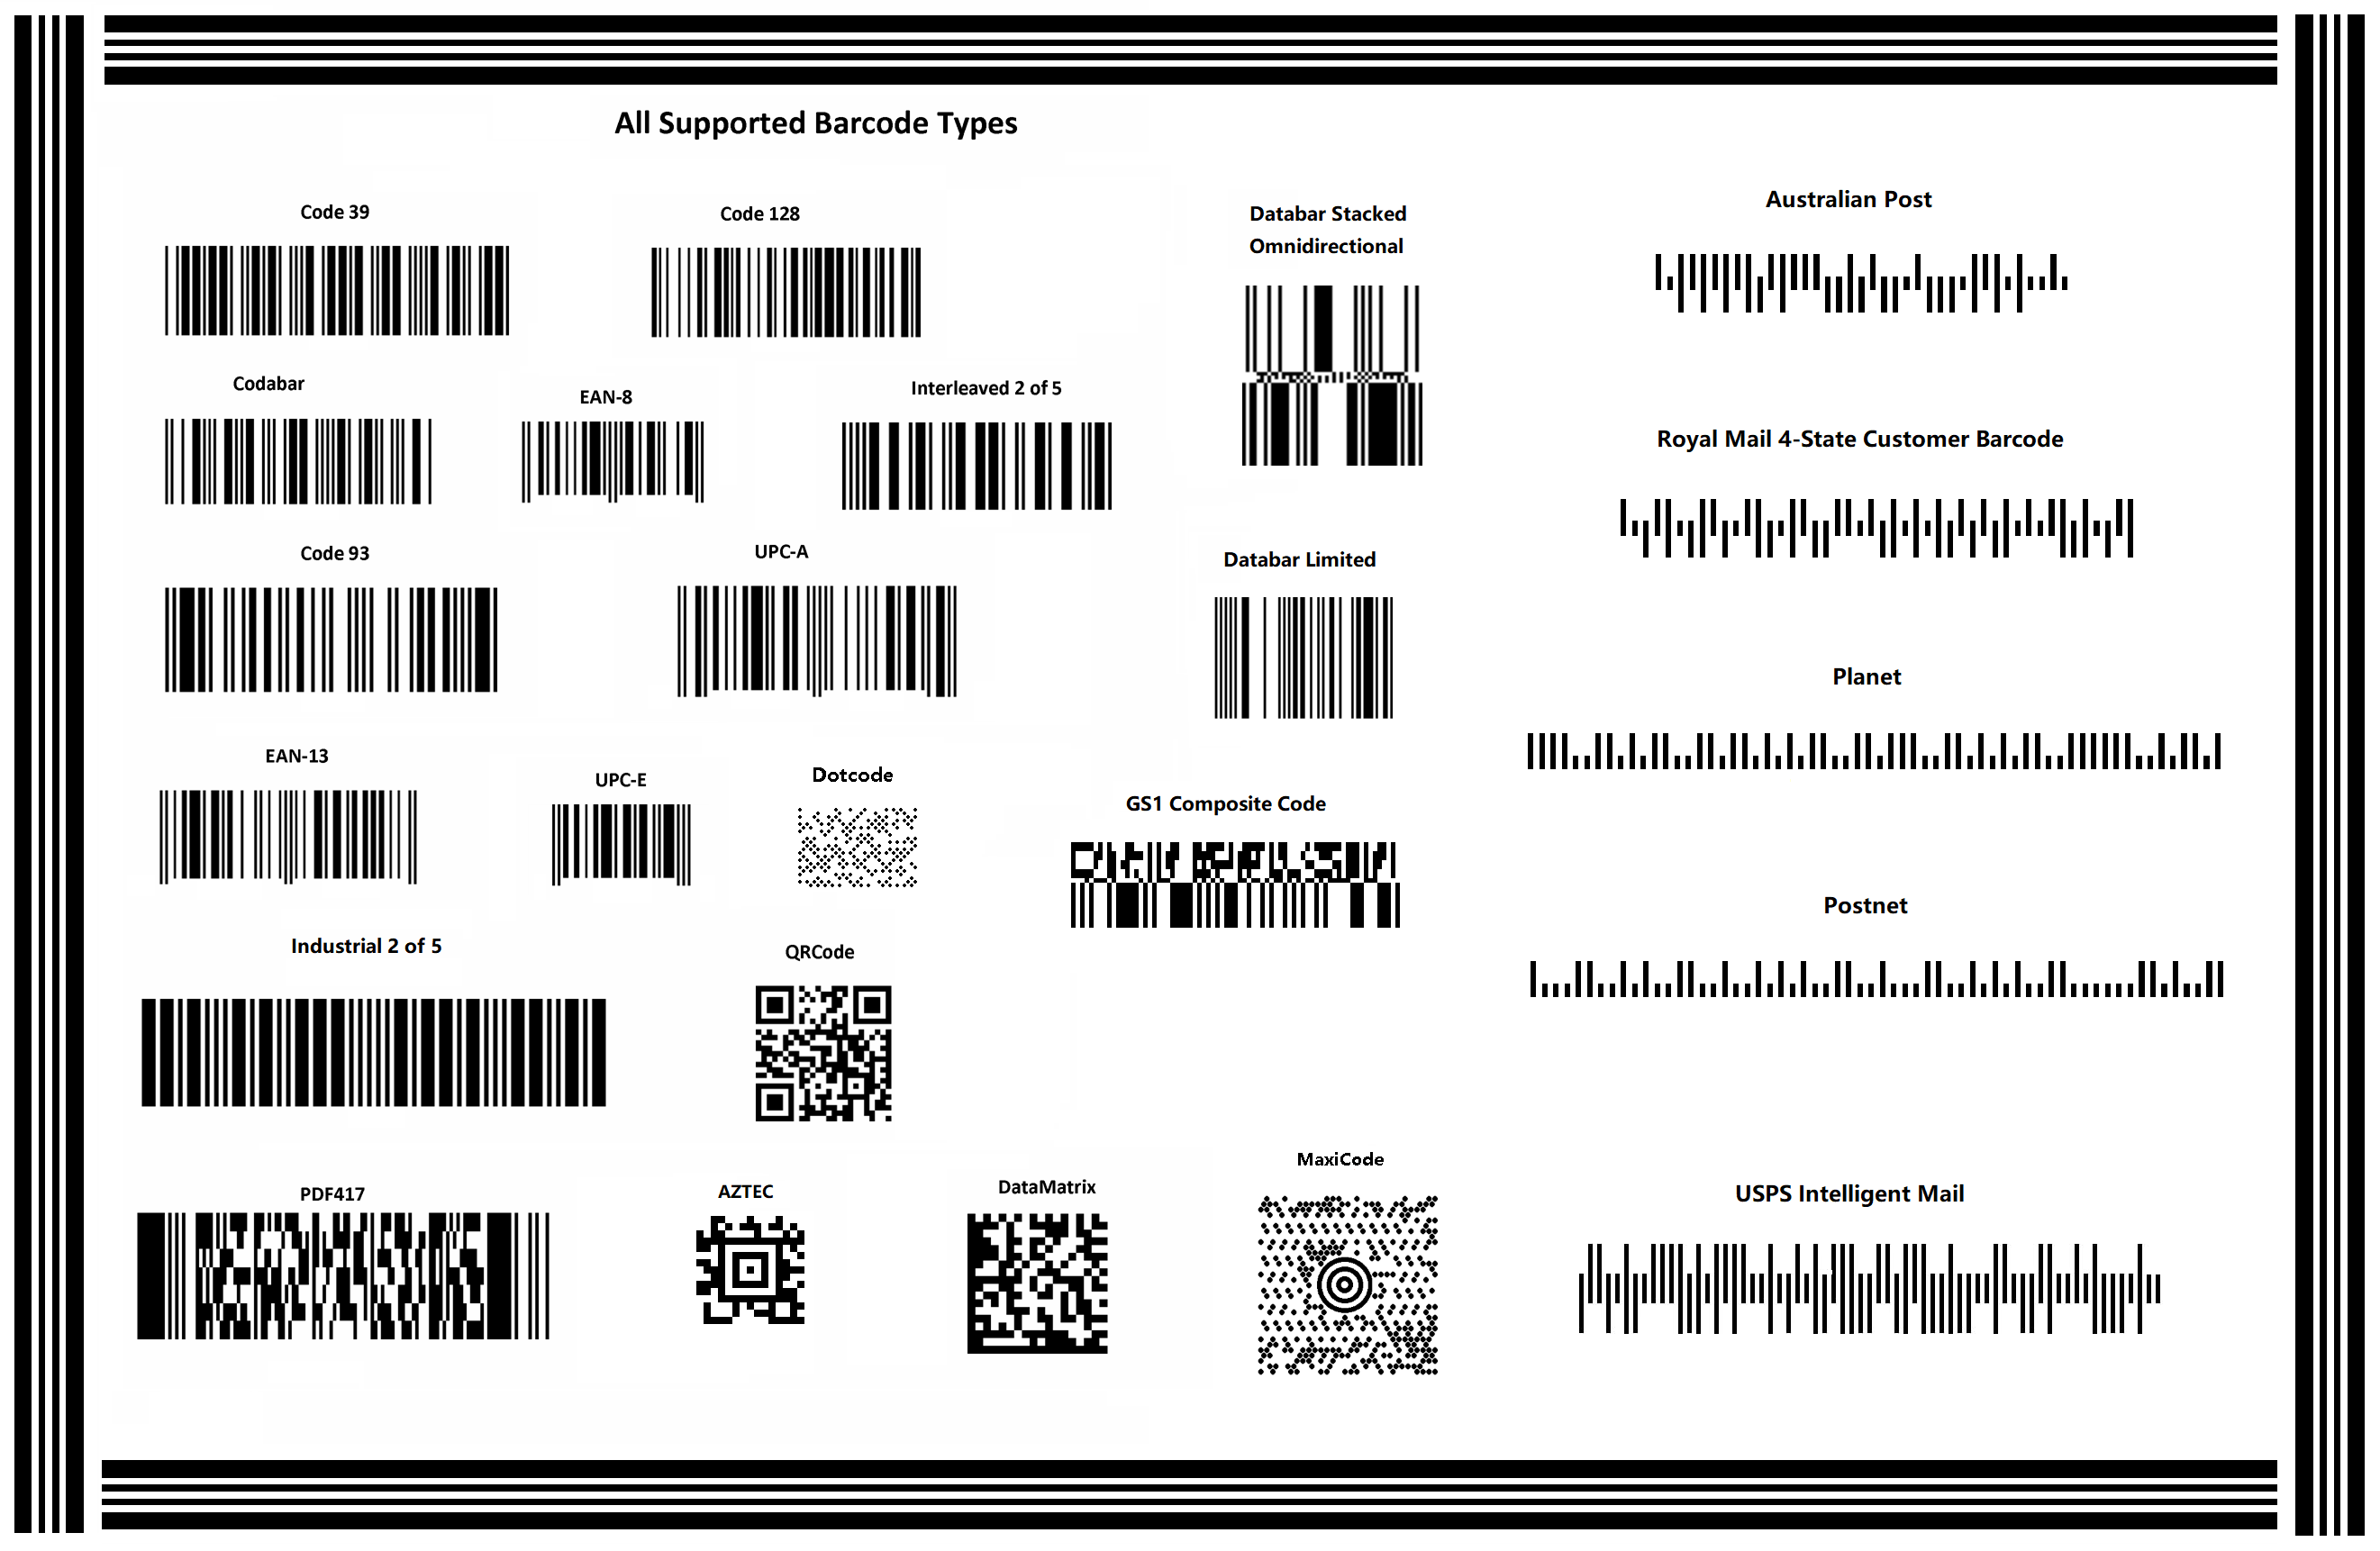 All Supported Barcode Types
Code 39
Code 128
Databar Stacked
Omnidirectional
Australian Post
Codabar
EAN-8
Interleaved 2 of 5
Royal Mail 4-State Customer Barcode
Code 93
UPC-A
Databar Limited
Planet
EAN-13
UPC-E
Dotcode
GS1 Composite Code
Postnet
Industrial 2 of 5
QRCode
PDF417
AZTEC
DataMatrix
MaxiCode
USPS Intelligent Mail